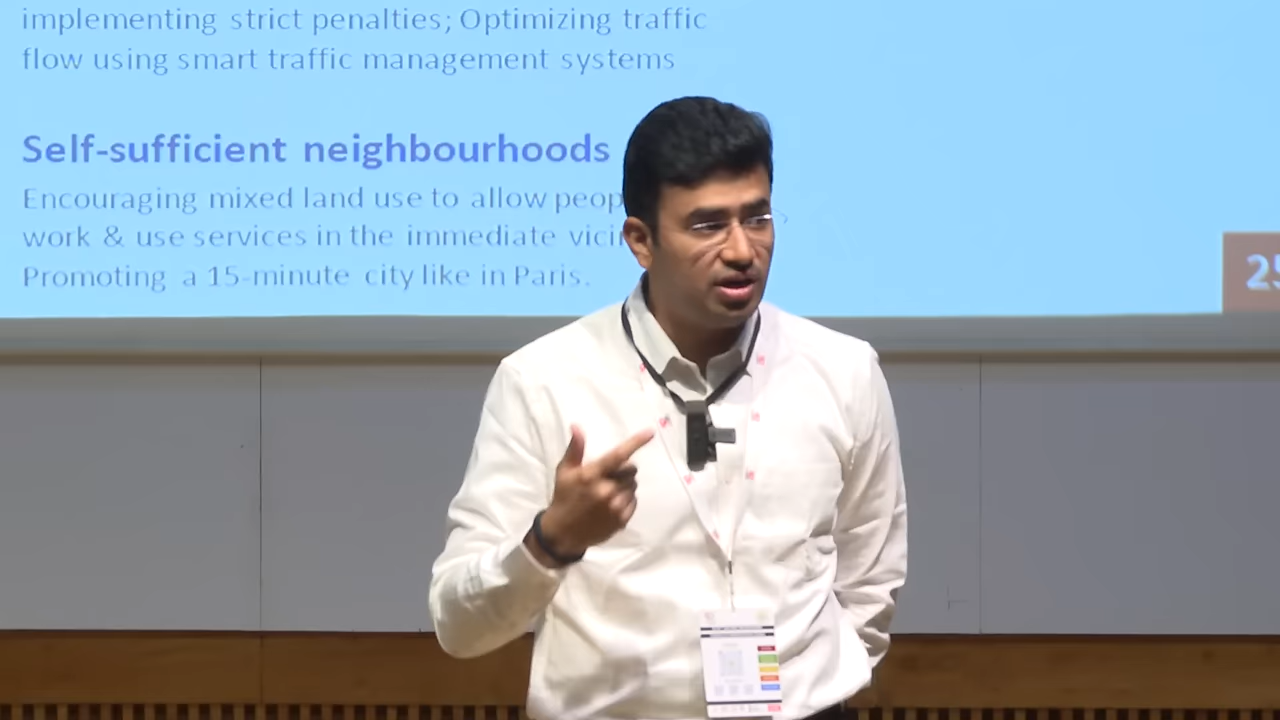 implementing strict penalties; Optimizing traffic
flow using smart traffic management systems
Self-sufficient neighbourhoods
Encouraging mixed land use to allow
work & use services in the immediate
Promoting a 15-minute city like in Paris.
25